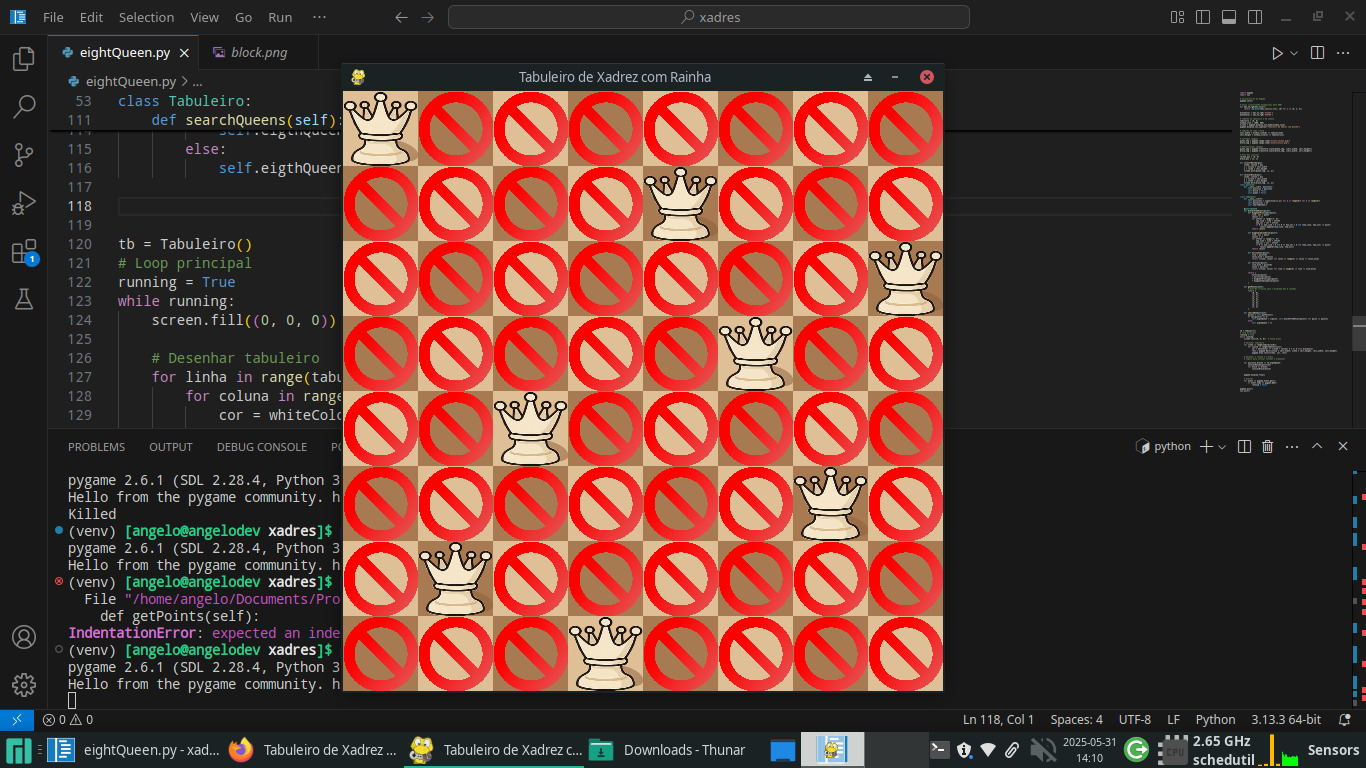 File Edit Selection View Go Run ⋯ xadres
eightQueen.py block.png
eightQueen.py > ...
Tabuleiro de Xadrez com Rainha
53 class Tabuleiro:
111 def searchQueens(self):
115 else:
116 self.eigthQuee
117
118
119
120 tb = Tabuleiro()
121 # Loop principal
122 running = True
123 while running:
124 screen.fill((0, 0, 0))
125
126 # Desenhar tabuleiro
127 for linha in range(tabu
128 for coluna in range
129 cor = whiteColo
PROBLEMS OUTPUT DEBUG CONSOLE python
pygame 2.6.1 (SDL 2.28.4, Python 3
Hello from the pygame community. h
Killed
(venv) [angelo@angelodev xadres]$
pygame 2.6.1 (SDL 2.28.4, Python 3
Hello from the pygame community. h
(venv) [angelo@angelodev xadres]$
File "/home/angelo/Documents/Pro
def getPoints(self):
IndentationError: expected an inde
(venv) [angelo@angelodev xadres]$
pygame 2.6.1 (SDL 2.28.4, Python 3
Hello from the pygame community. h
1
0 0 Ln 118, Col 1 Spaces: 4 UTF-8 LF Python 3.13.3 64-bit
eightQueen.py - xad... Tabuleiro de Xadrez ... Tabuleiro de Xadrez c... Downloads - Thunar
2025-05-31
14:10
CPU
2.65 GHz
schedutil
Sensors